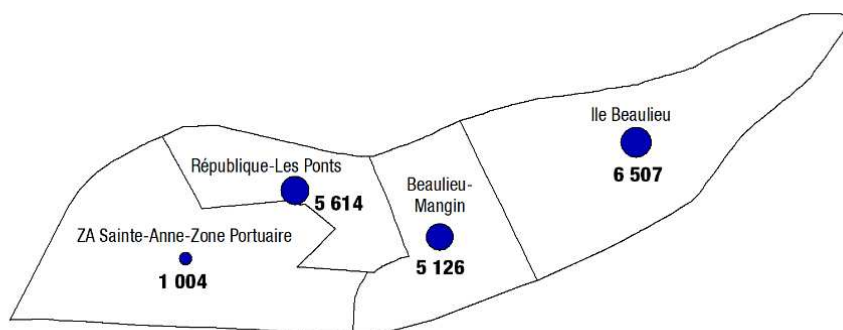 Ile Beaulieu
6 507
République-Les Ponts
5 614
Beaulieu-
Mangin
5 126
ZA Sainte-Anne-Zone Portuaire
1 004